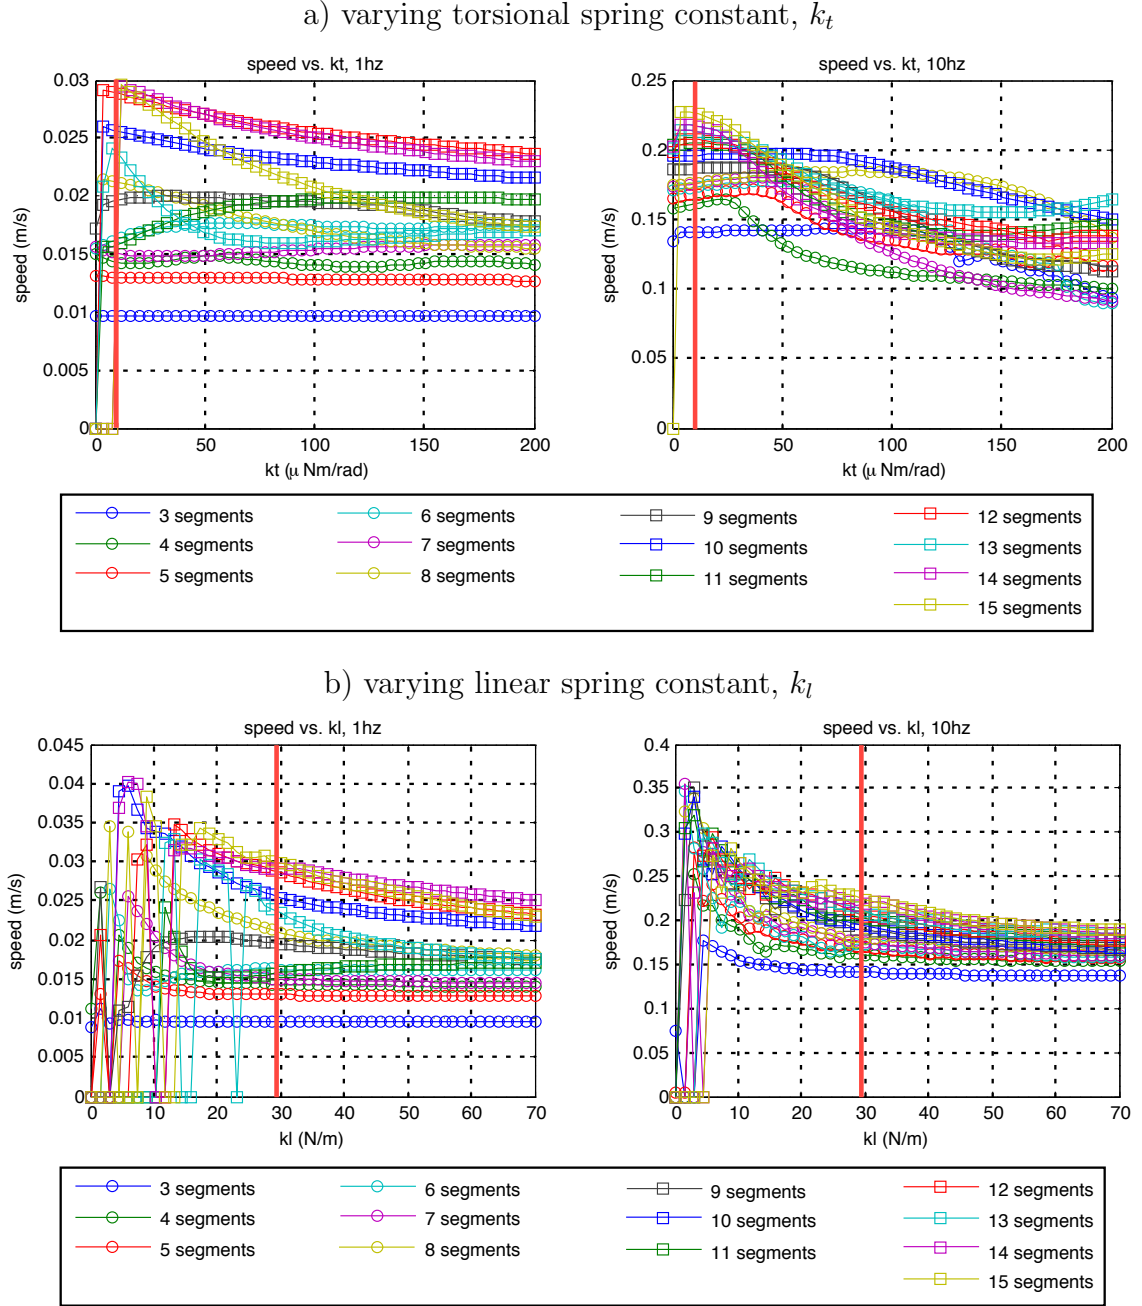 a) varying torsional spring constant, k_t
speed vs. kt, 1hz
0.03
0.025
0.02
0.015
0.01
0.005
0
speed (m/s)
0 50 100 150 200
kt (μ Nm/rad)
speed vs. kt, 10hz
0.25
0.2
0.15
0.1
0.05
0
speed (m/s)
0 50 100 150 200
kt (μ Nm/rad)
3 segments
4 segments
5 segments
6 segments
7 segments
8 segments
9 segments
10 segments
11 segments
12 segments
13 segments
14 segments
15 segments
b) varying linear spring constant, k_l
speed vs. kl, 1hz
0.045
0.04
0.035
0.03
0.025
0.02
0.015
0.01
0.005
0
speed (m/s)
0 10 20 30 40 50 60 70
kl (N/m)
speed vs. kl, 10hz
0.4
0.35
0.3
0.25
0.2
0.15
0.1
0.05
0
speed (m/s)
0 10 20 30 40 50 60 70
kl (N/m)
3 segments
4 segments
5 segments
6 segments
7 segments
8 segments
9 segments
10 segments
11 segments
12 segments
13 segments
14 segments
15 segments